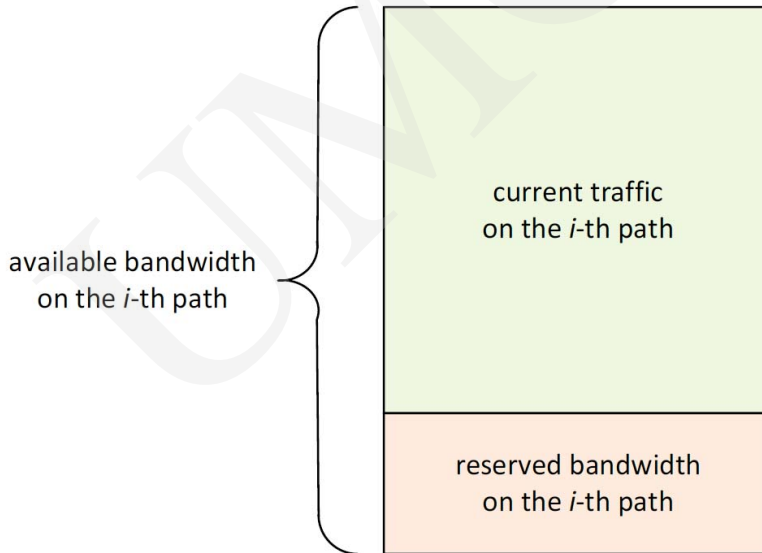 current traffic
on the i-th path
available bandwidth
on the i-th path
reserved bandwidth
on the i-th path